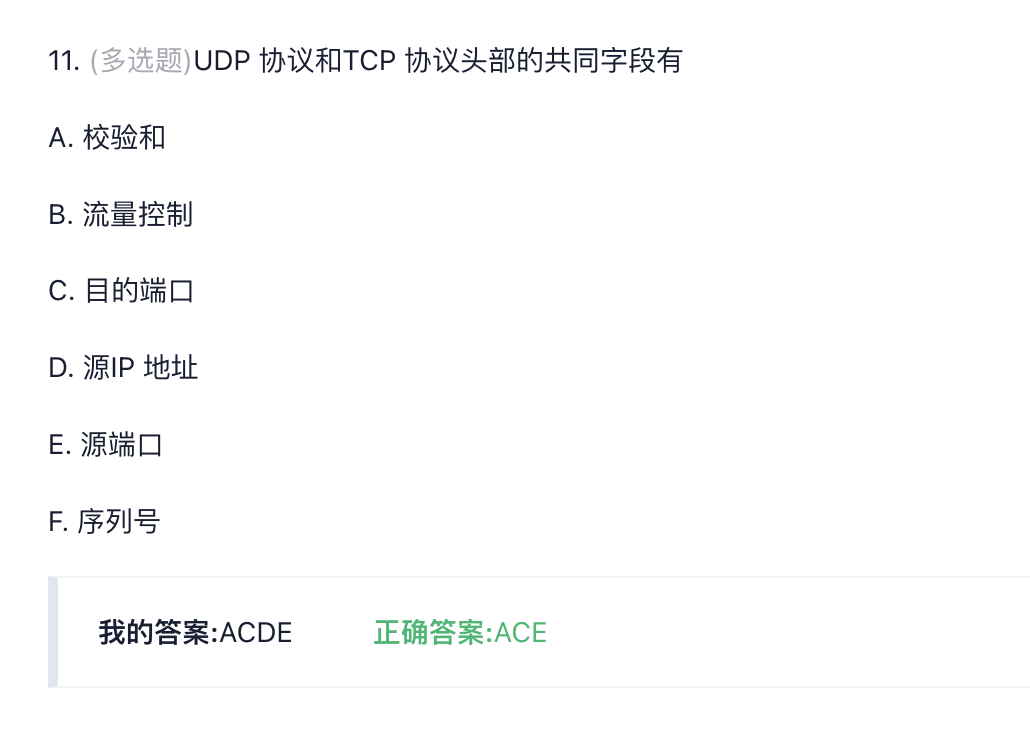 11. (多选题)UDP 协议和TCP 协议头部的共同字段有
A. 校验和
B. 流量控制
C. 目的端口
D. 源IP 地址
E. 源端口
F. 序列号
我的答案:ACDE 正确答案:ACE